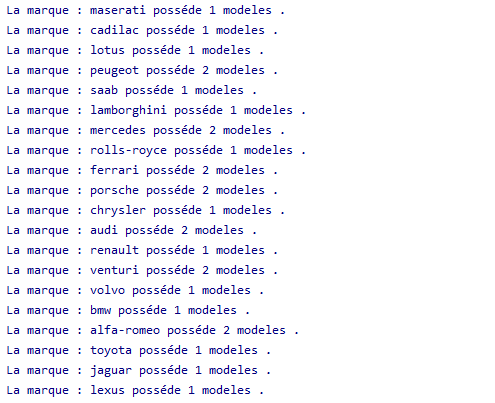 La marque : maserati posséde 1 modeles .
La marque : cadilac posséde 1 modeles .
La marque : lotus posséde 1 modeles .
La marque : peugeot posséde 2 modeles .
La marque : saab posséde 1 modeles .
La marque : lamborghini posséde 1 modeles .
La marque : mercedes posséde 2 modeles .
La marque : rolls-royce posséde 1 modeles .
La marque : ferrari posséde 2 modeles .
La marque : porsche posséde 2 modeles .
La marque : chrysler posséde 1 modeles .
La marque : audi posséde 2 modeles .
La marque : renault posséde 1 modeles .
La marque : venturi posséde 2 modeles .
La marque : volvo posséde 1 modeles .
La marque : bmw posséde 1 modeles .
La marque : alfa-romeo posséde 2 modeles .
La marque : toyota posséde 1 modeles .
La marque : jaguar posséde 1 modeles .
La marque : lexus posséde 1 modeles .